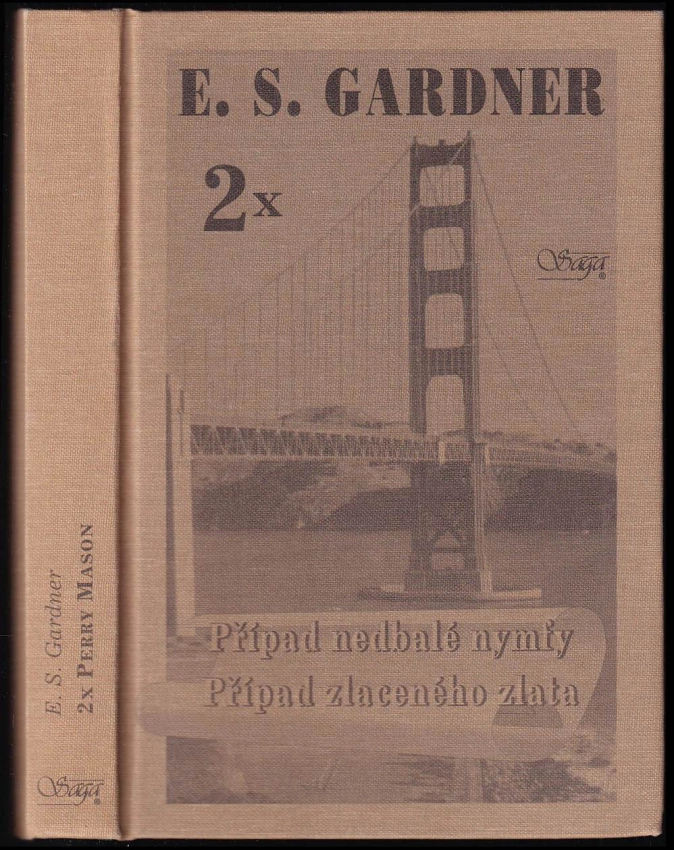 E. S. GARDNER
2x
Saga®
Případ nedbalé nymfy
Případ zlaceného zlata
E. S. Gardner
2x PERRY MASON
Saga®